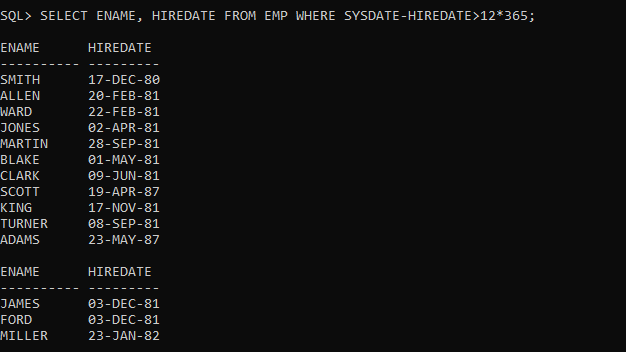 SQL> SELECT ENAME, HIREDATE FROM EMP WHERE SYSDATE-HIREDATE>12*365;
ENAME      HIREDATE
---------- ---------
SMITH      17-DEC-80
ALLEN      20-FEB-81
WARD       22-FEB-81
JONES      02-APR-81
MARTIN     28-SEP-81
BLAKE      01-MAY-81
CLARK      09-JUN-81
SCOTT      19-APR-87
KING       17-NOV-81
TURNER     08-SEP-81
ADAMS      23-MAY-87
ENAME      HIREDATE
---------- ---------
JAMES      03-DEC-81
FORD       03-DEC-81
MILLER     23-JAN-82